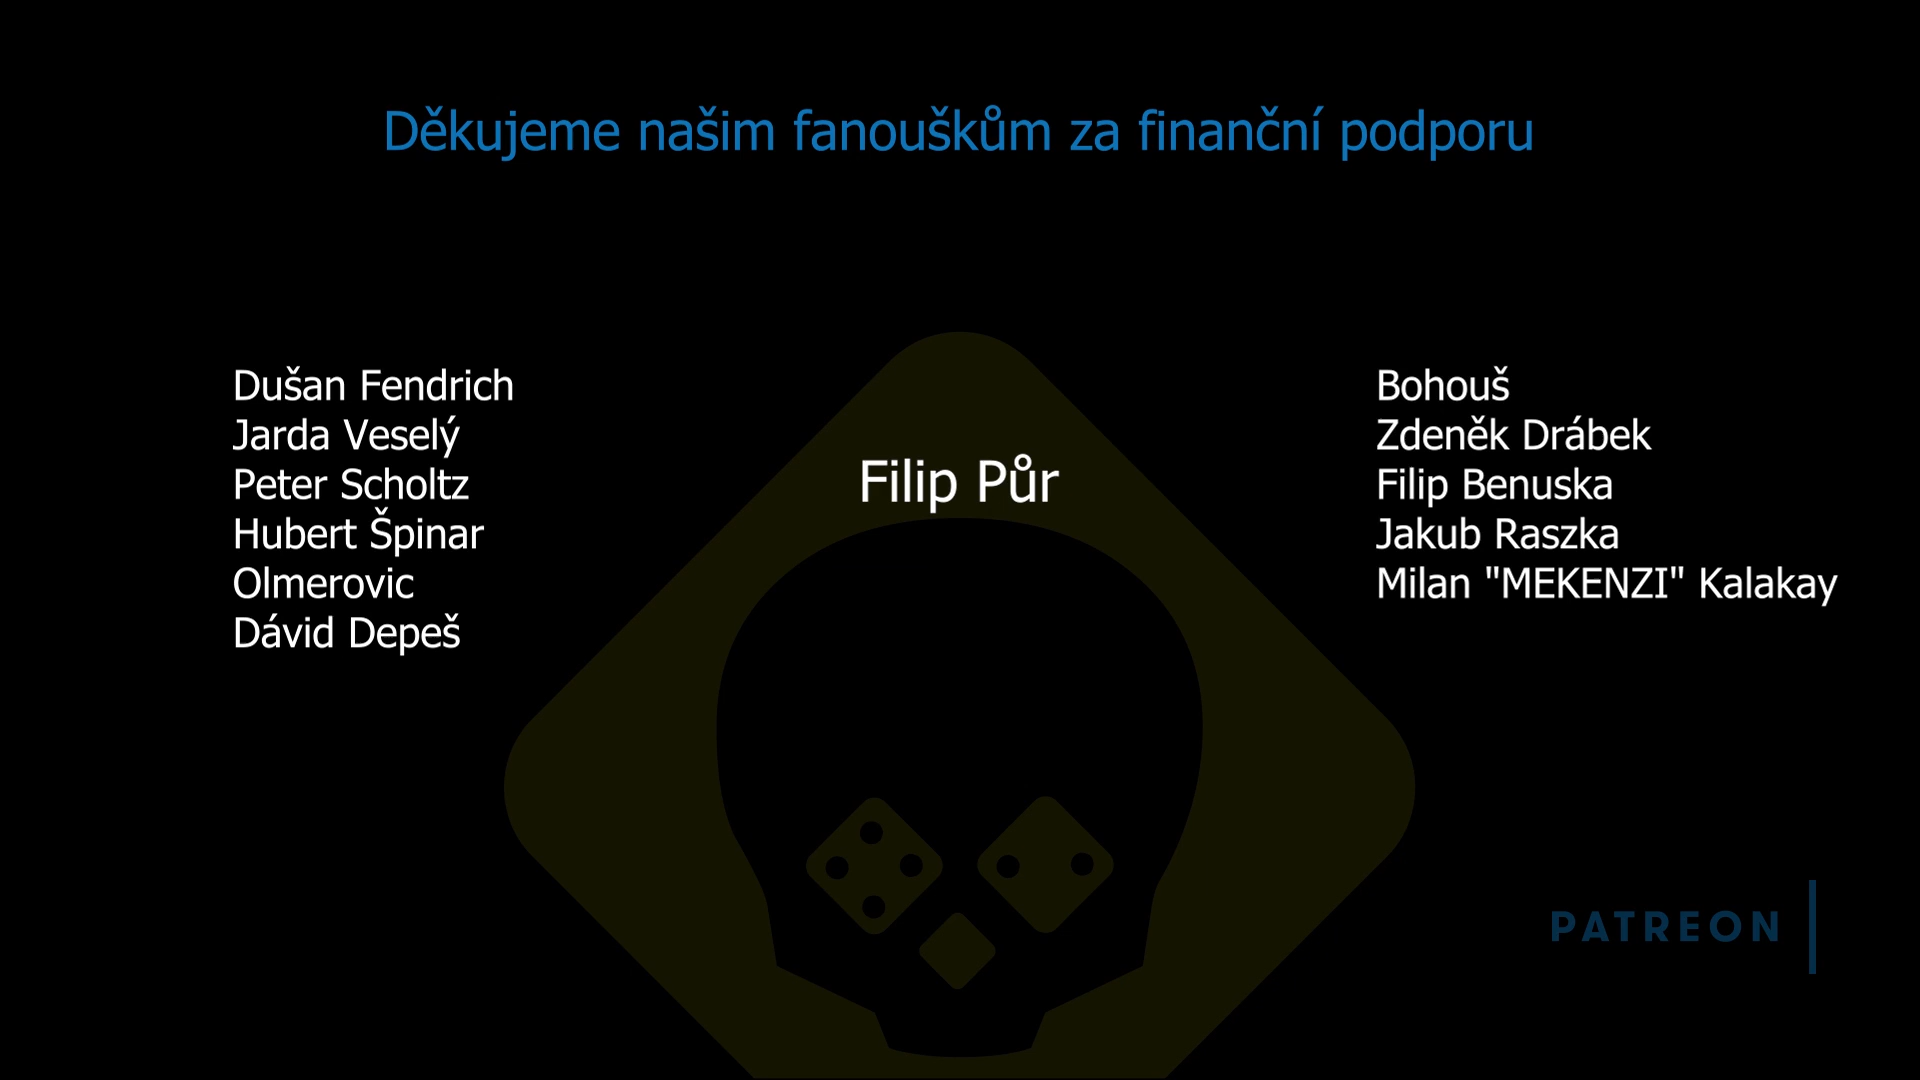 Děkujeme našim fanouškům za finanční podporu
Dušan Fendrich
Jarda Veselý
Peter Scholtz
Hubert Špinar
Olmerovic
Dávid Depeš
Filip Půr
Bohouš
Zdeněk Drábek
Filip Benuska
Jakub Raszka
Milan "MEKENZI" Kalakay
PATREON